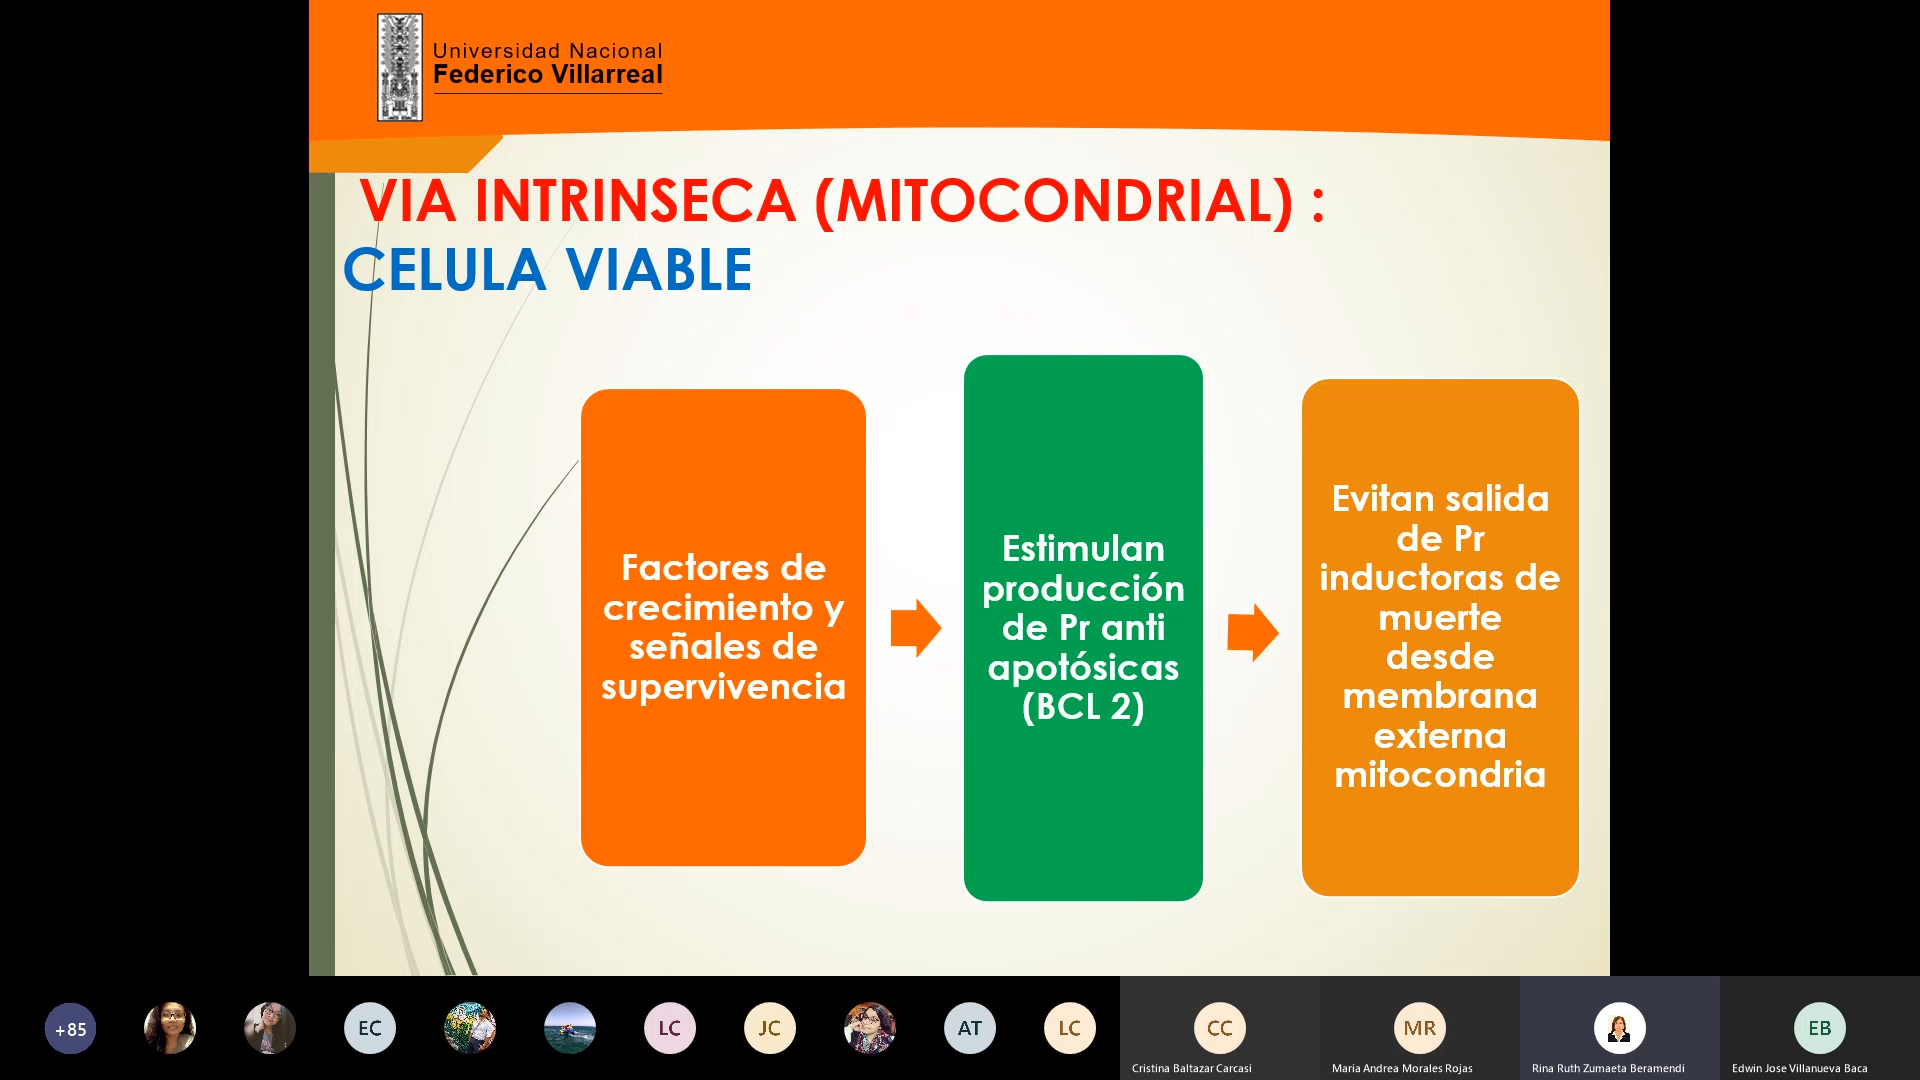 Universidad Nacional
Federico Villarreal
VIA INTRINSECA (MITOCONDRIAL) :
CELULA VIABLE
Factores de
crecimiento y
señales de
supervivencia
Estimulan
producción
de Pr anti
apotósicas
(BCL 2)
Evitan salida
de Pr
inductoras de
muerte
desde
membrana
externa
mitocondria
+85
EC
LC
JC
AT
LC
CC
MR
EB
Cristina Baltazar Carcasi
Maria Andrea Morales Rojas
Rina Ruth Zumaeta Beramendi
Edwin Jose Villanueva Baca